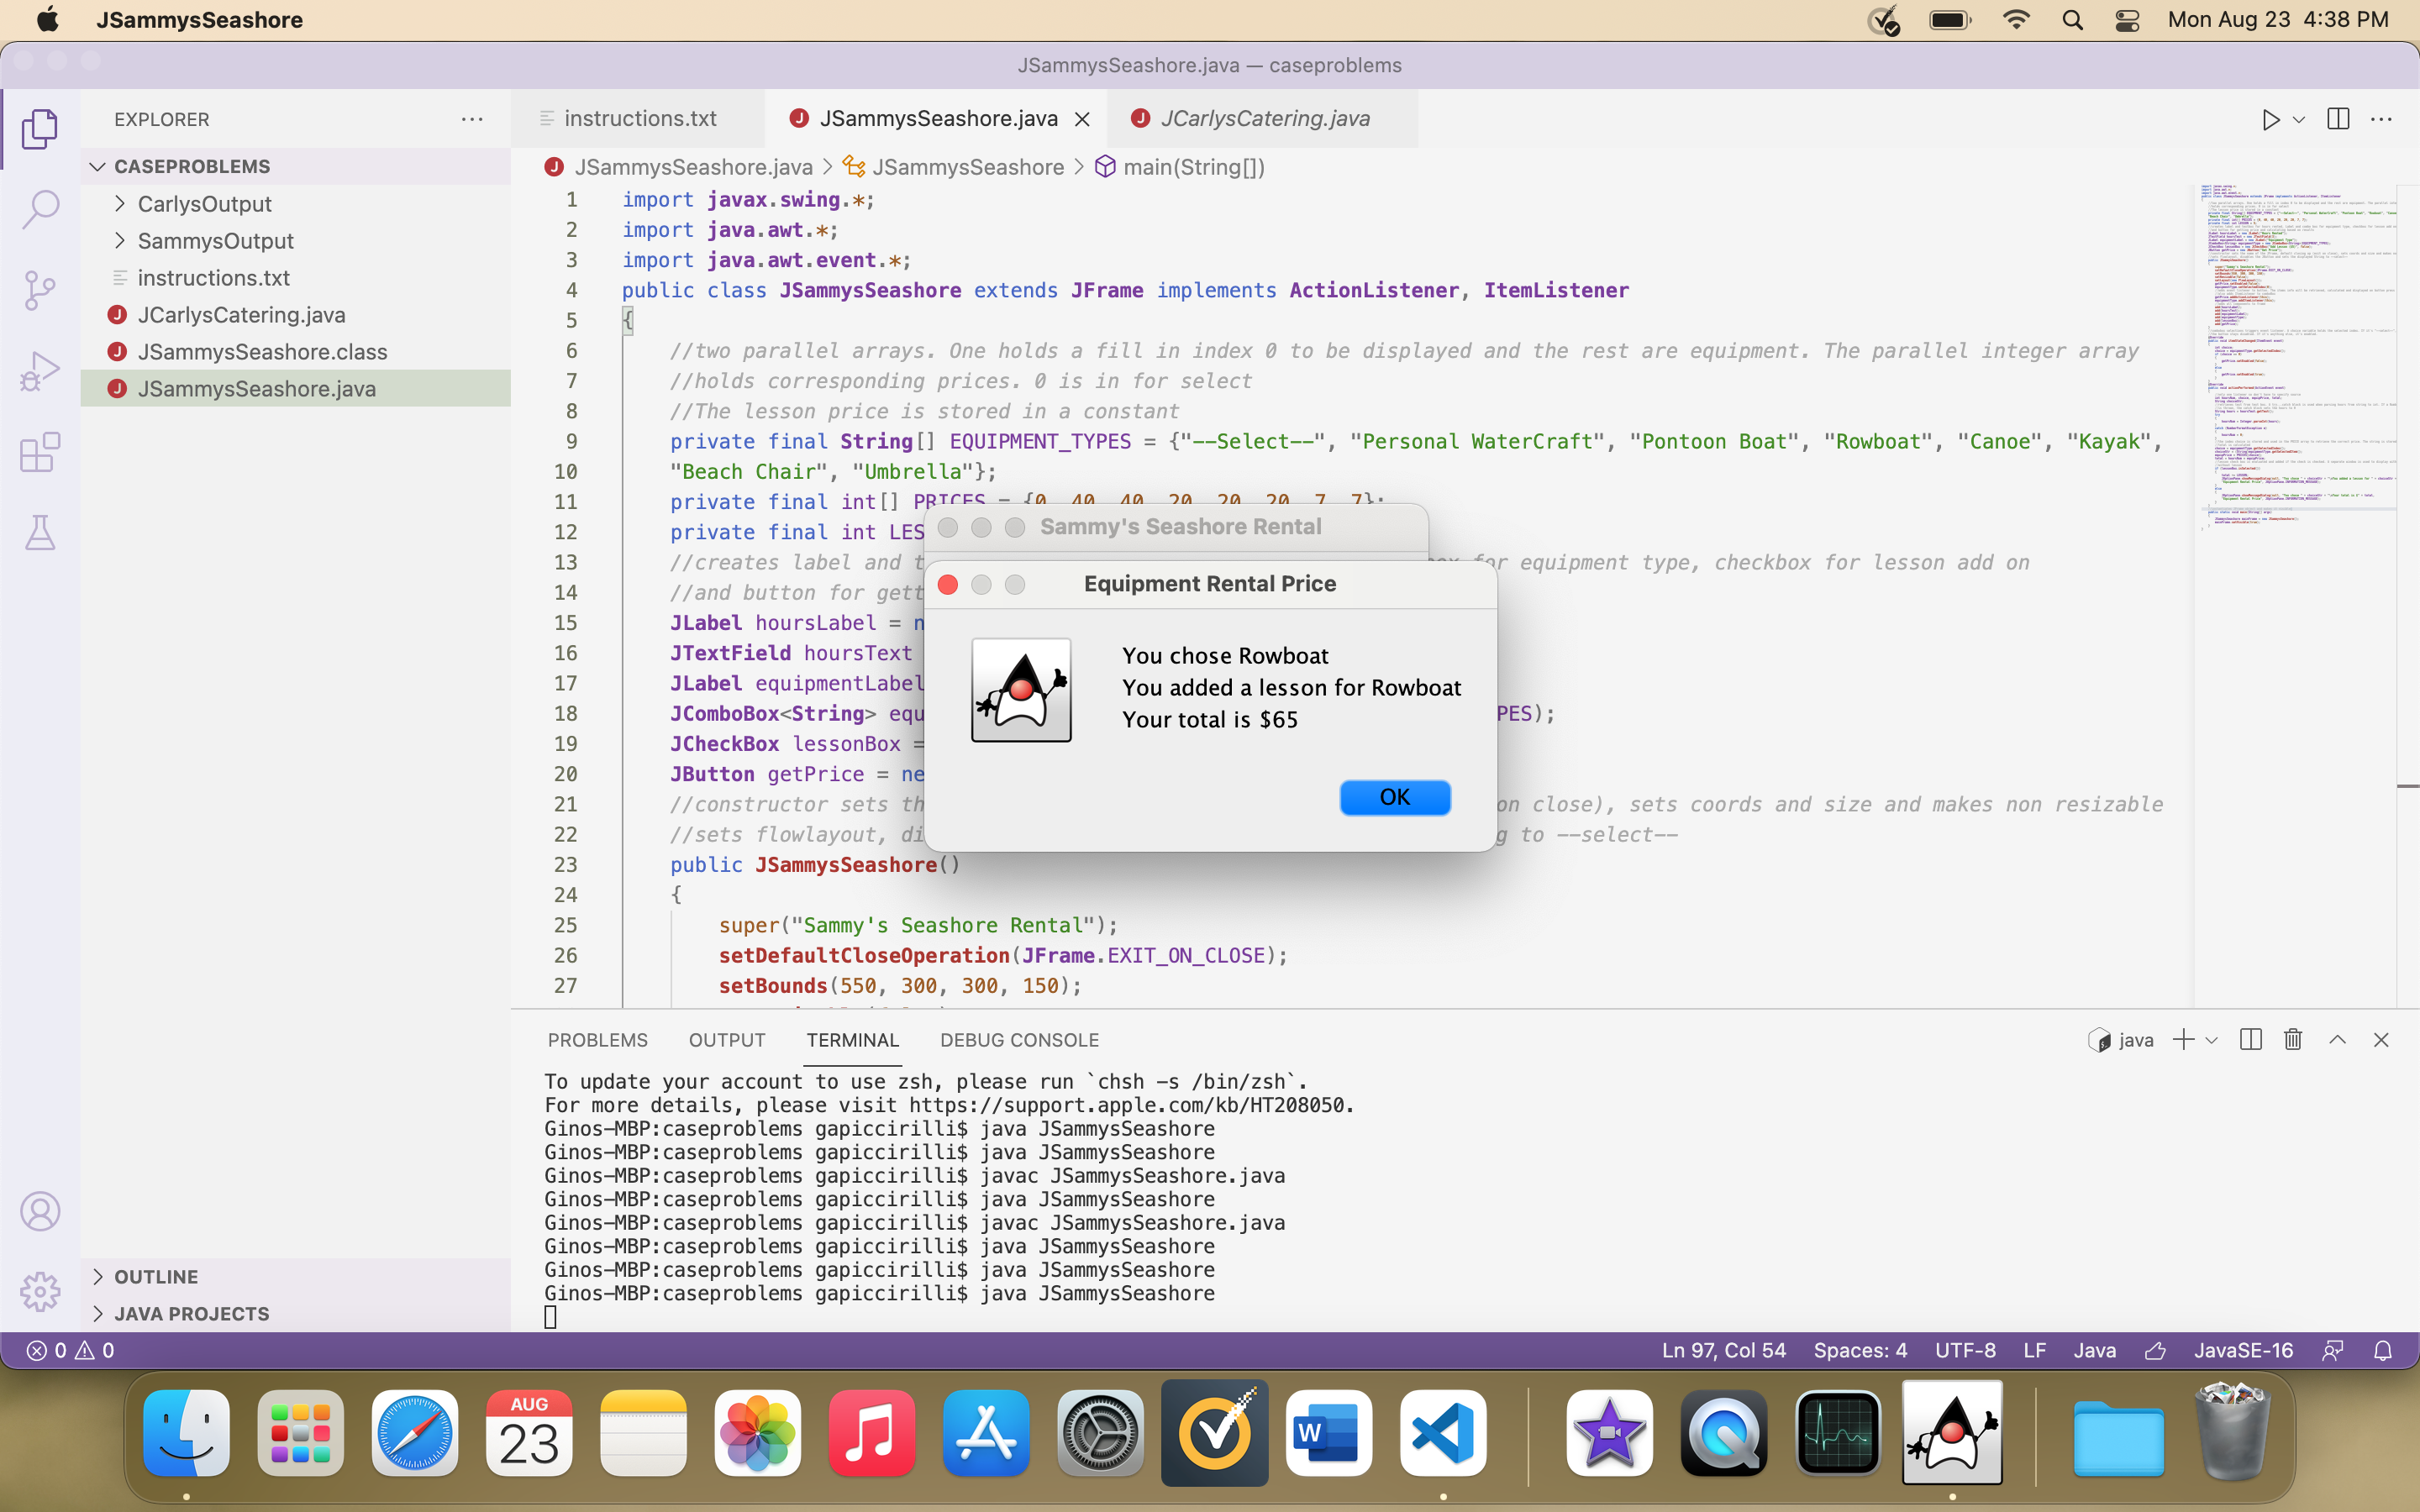 JSammysSeashore
Mon Aug 23 4:38 PM
JSammysSeashore.java — caseproblems
EXPLORER
instructions.txt
JSammysSeashore.java
JCarlysCatering.java
CASEPROBLEMS
CarlysOutput
SammysOutput
instructions.txt
JCarlysCatering.java
JSammysSeashore.class
JSammysSeashore.java
OUTLINE
JAVA PROJECTS
JSammysSeashore.java > JSammysSeashore > main(String[])
1 import javax.swing.*;
2 import java.awt.*;
3 import java.awt.event.*;
4 public class JSammysSeashore extends JFrame implements ActionListener, ItemListener
5 {
6 //two parallel arrays. One holds a fill in index 0 to be displayed and the rest are equipment. The parallel integer array
7 //holds corresponding prices. 0 is in for select
8 //The lesson price is stored in a constant
9 private final String[] EQUIPMENT_TYPES = {"--Select--", "Personal WaterCraft", "Pontoon Boat", "Rowboat", "Canoe", "Kayak",
10 "Beach Chair", "Umbrella"};
11 private final int[] PRICES = {0, 40, 40, 20, 20, 20, 7, 7};
12 private final int LES
13 //creates label and t for equipment type, checkbox for lesson add on
14 //and button for gett
15 JLabel hoursLabel = n
16 JTextField hoursText
17 JLabel equipmentLabel
18 JComboBox<String> equ PES);
19 JCheckBox lessonBox =
20 JButton getPrice = ne
21 //constructor sets th on close), sets coords and size and makes non resizable
22 //sets flowlayout, di g to --select--
23 public JSammysSeashore()
24 {
25 super("Sammy's Seashore Rental");
26 setDefaultCloseOperation(JFrame.EXIT_ON_CLOSE);
27 setBounds(550, 300, 300, 150);
Sammy's Seashore Rental
Equipment Rental Price
You chose Rowboat
You added a lesson for Rowboat
Your total is $65
OK
PROBLEMS OUTPUT TERMINAL DEBUG CONSOLE
java
To update your account to use zsh, please run `chsh -s /bin/zsh`.
For more details, please visit https://support.apple.com/kb/HT208050.
Ginos-MBP:caseproblems gapiccirilli$ java JSammysSeashore
Ginos-MBP:caseproblems gapiccirilli$ java JSammysSeashore
Ginos-MBP:caseproblems gapiccirilli$ javac JSammysSeashore.java
Ginos-MBP:caseproblems gapiccirilli$ java JSammysSeashore
Ginos-MBP:caseproblems gapiccirilli$ javac JSammysSeashore.java
Ginos-MBP:caseproblems gapiccirilli$ java JSammysSeashore
Ginos-MBP:caseproblems gapiccirilli$ java JSammysSeashore
Ginos-MBP:caseproblems gapiccirilli$ java JSammysSeashore
0 0
Ln 97, Col 54 Spaces: 4 UTF-8 LF Java JavaSE-16
AUG
23
W